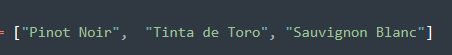 = ["Pinot Noir",  "Tinta de Toro", "Sauvignon Blanc"]